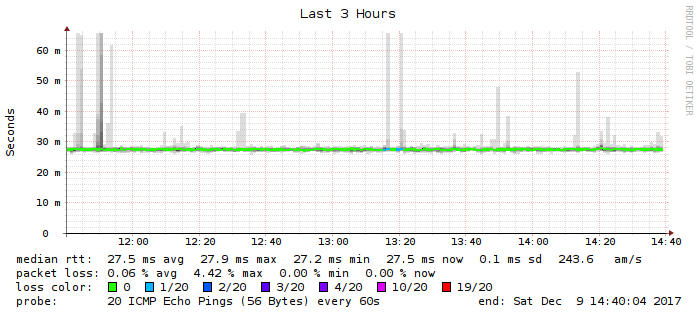 Last 3 Hours
RRDTOOL / TOBI OETIKER
Seconds
60 m
50 m
40 m
30 m
20 m
10 m
0
12:00 12:20 12:40 13:00 13:20 13:40 14:00 14:20 14:40
median rtt: 27.5 ms avg 27.9 ms max 27.2 ms min 27.5 ms now 0.1 ms sd 243.6 am/s
packet loss: 0.06 % avg 4.42 % max 0.00 % min 0.00 % now
loss color: 0 1/20 2/20 3/20 4/20 10/20 19/20
probe: 20 ICMP Echo Pings (56 Bytes) every 60s end: Sat Dec 9 14:40:04 2017